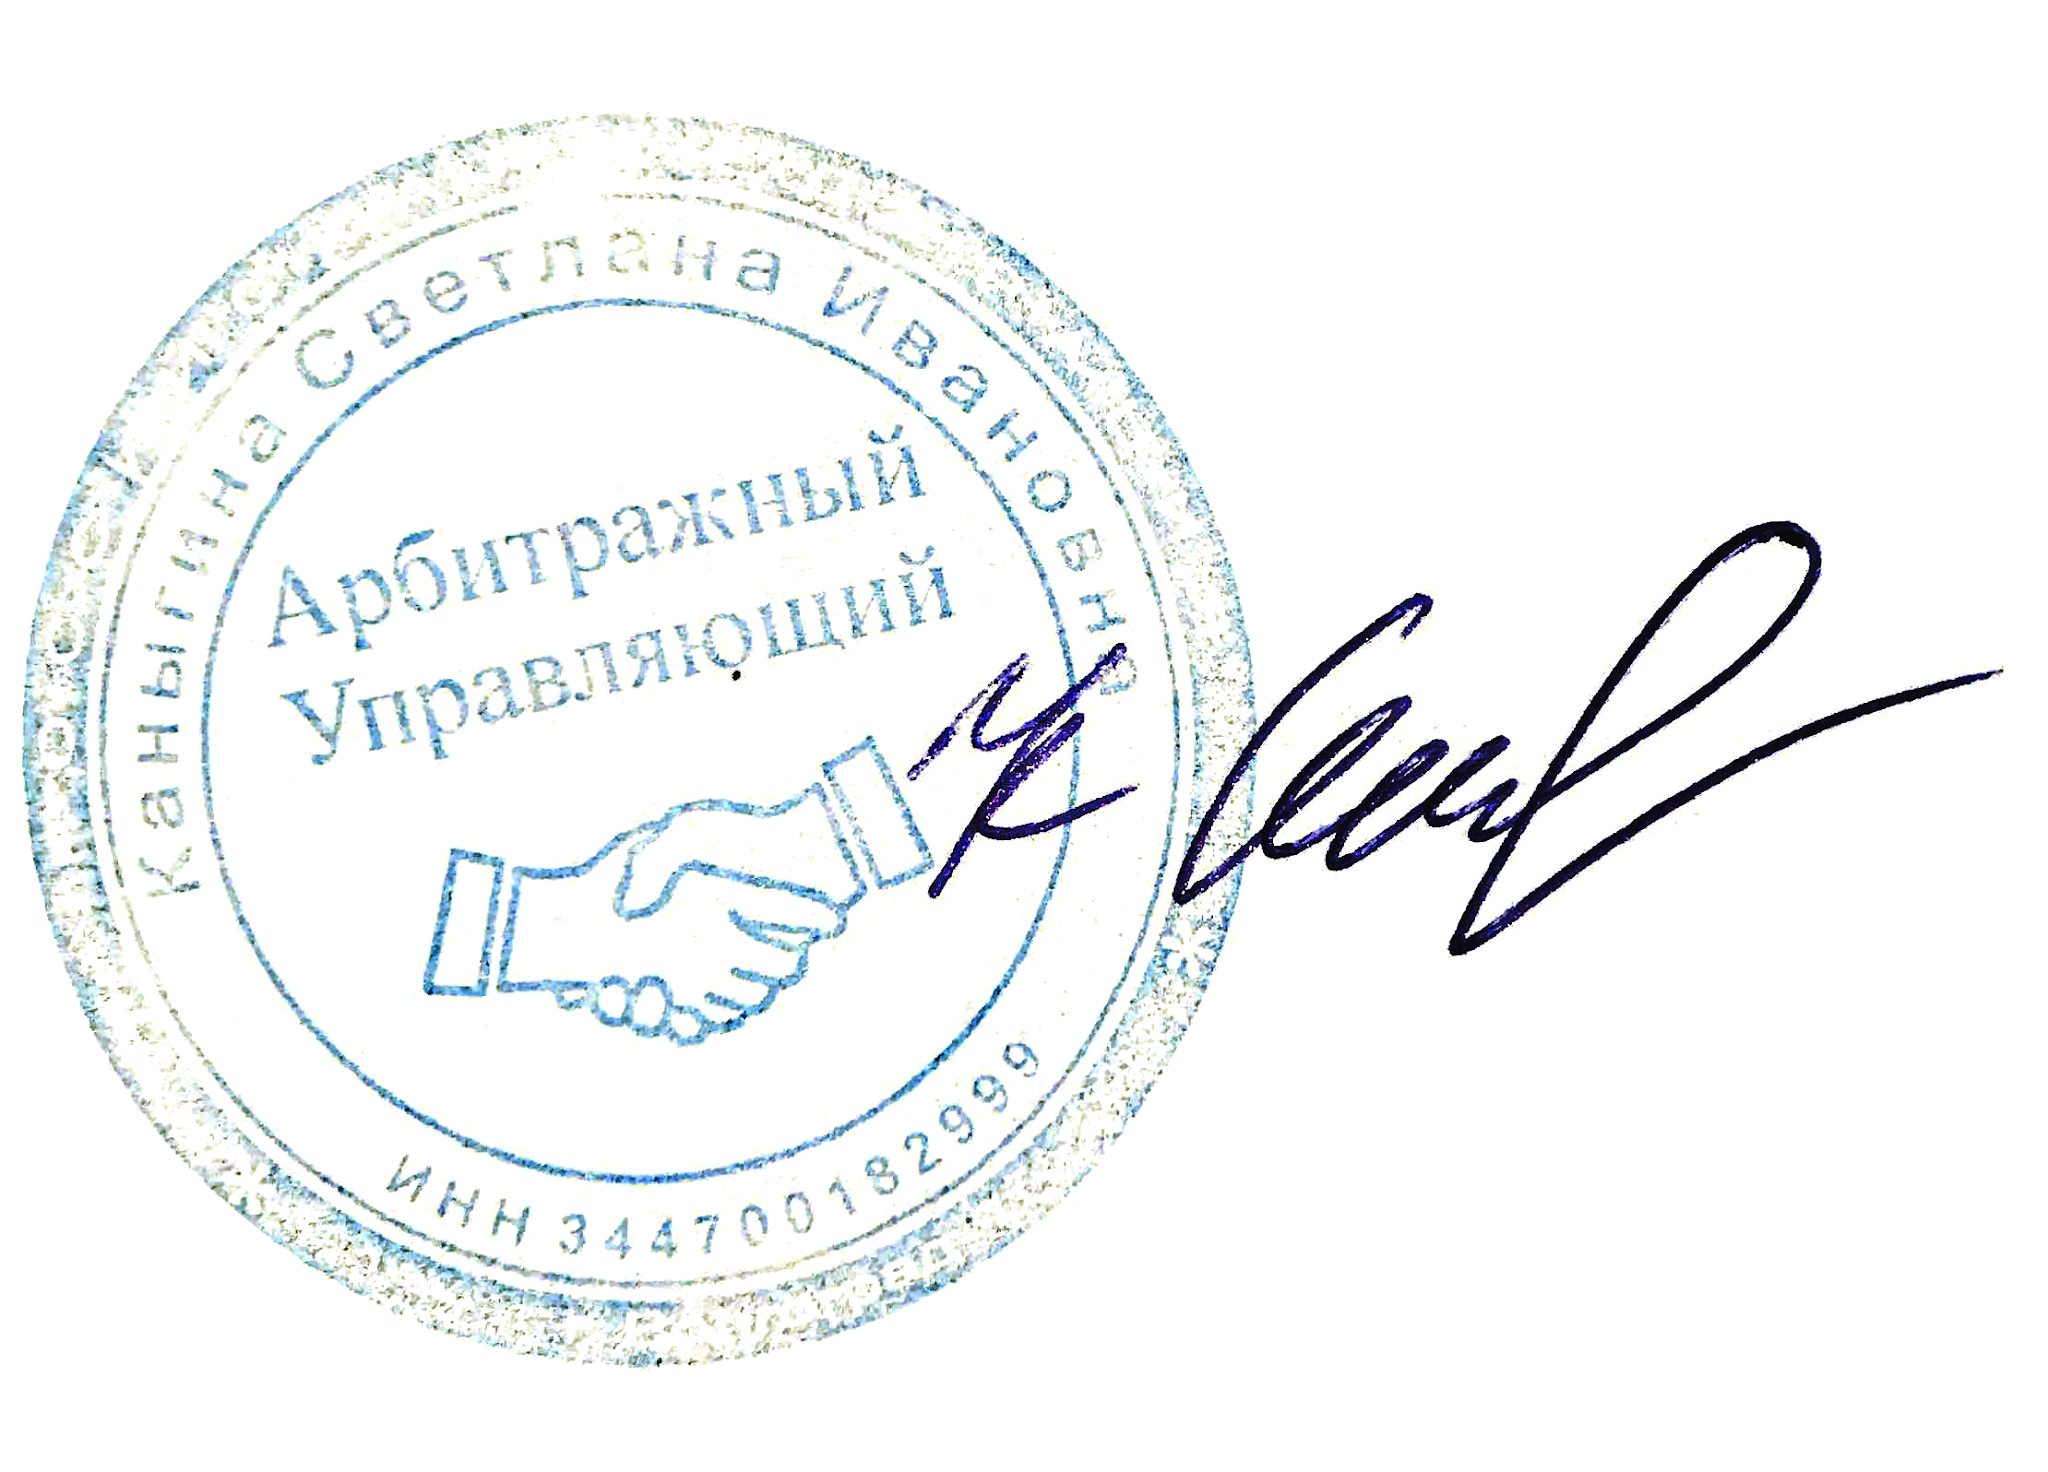 Каныгина Светлана Ивановна
Арбитражный
Управляющий
ИНН 344700182999